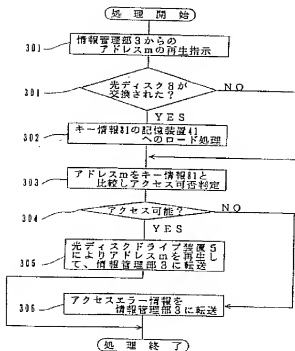 処理開始
301
情報管理部3からの
アドレスmの再生指示
301
光ディスク8が
交換された?
NO
YES
302
キー情報81の記憶装置41
へのロード処理
303
アドレスmをキー情報81と
比較しアクセス可否判定
304
アクセス可能?
NO
YES
305
光ディスクドライブ装置5
によりアドレスmを再生し
て、情報管理部3に転送
306
アクセスエラー情報を
情報管理部3に転送
処理終了